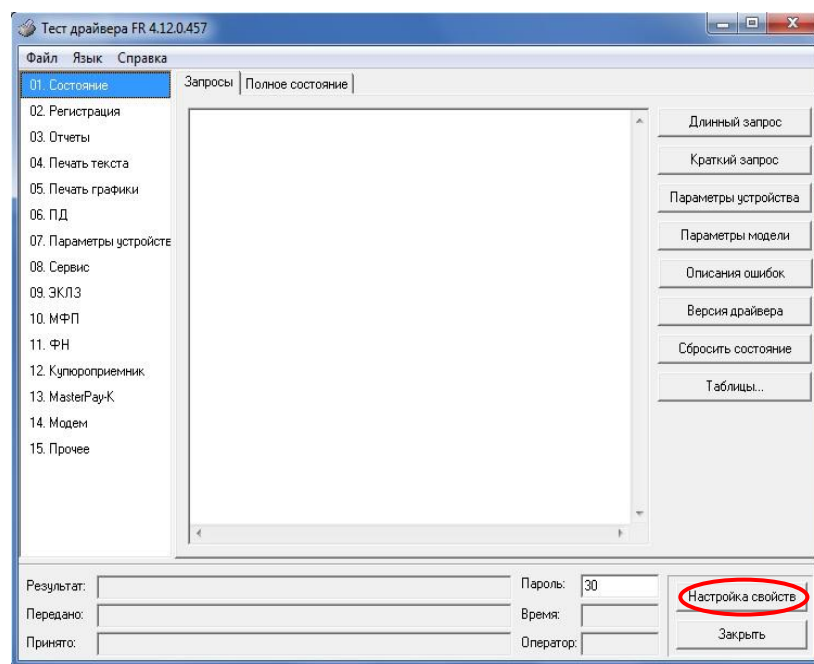 Тест драйвера FR 4.12.0.457
Файл Язык Справка
01. Состояние
02. Регистрация
03. Отчеты
04. Печать текста
05. Печать графики
06. ПД
07. Параметры устройств
08. Сервис
09. ЭКЛЗ
10. МФП
11. ФН
12. Купюроприемник
13. MasterPay-K
14. Модем
15. Прочее
Запросы Полное состояние
Длинный запрос
Краткий запрос
Параметры устройства
Параметры модели
Описания ошибок
Версия драйвера
Сбросить состояние
Таблицы...
Результат:
Передано:
Принято:
Пароль: 30
Время:
Оператор:
Настройка свойств
Закрыть